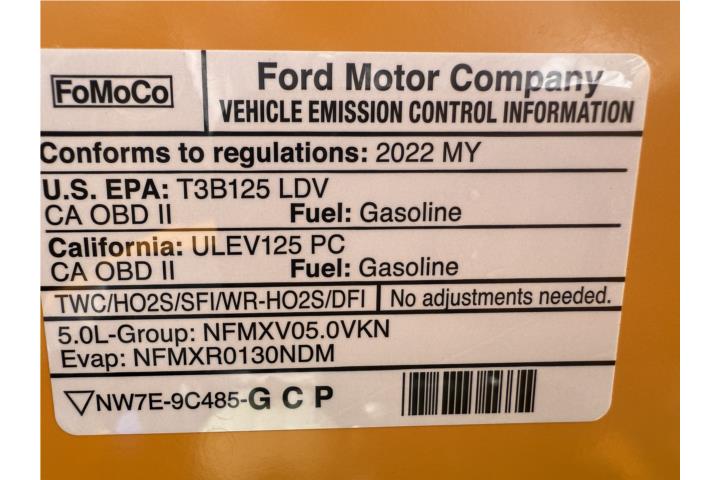 FoMoCo
Ford Motor Company
VEHICLE EMISSION CONTROL INFORMATION
Conforms to regulations: 2022 MY
U.S. EPA: T3B125 LDV
CA OBD II Fuel: Gasoline
California: ULEV125 PC
CA OBD II Fuel: Gasoline
TWC/HO2S/SFI/WR-HO2S/DFI No adjustments needed.
5.0L-Group: NFMXV05.0VKN
Evap: NFMXR0130NDM
NW7E-9C485-G C P